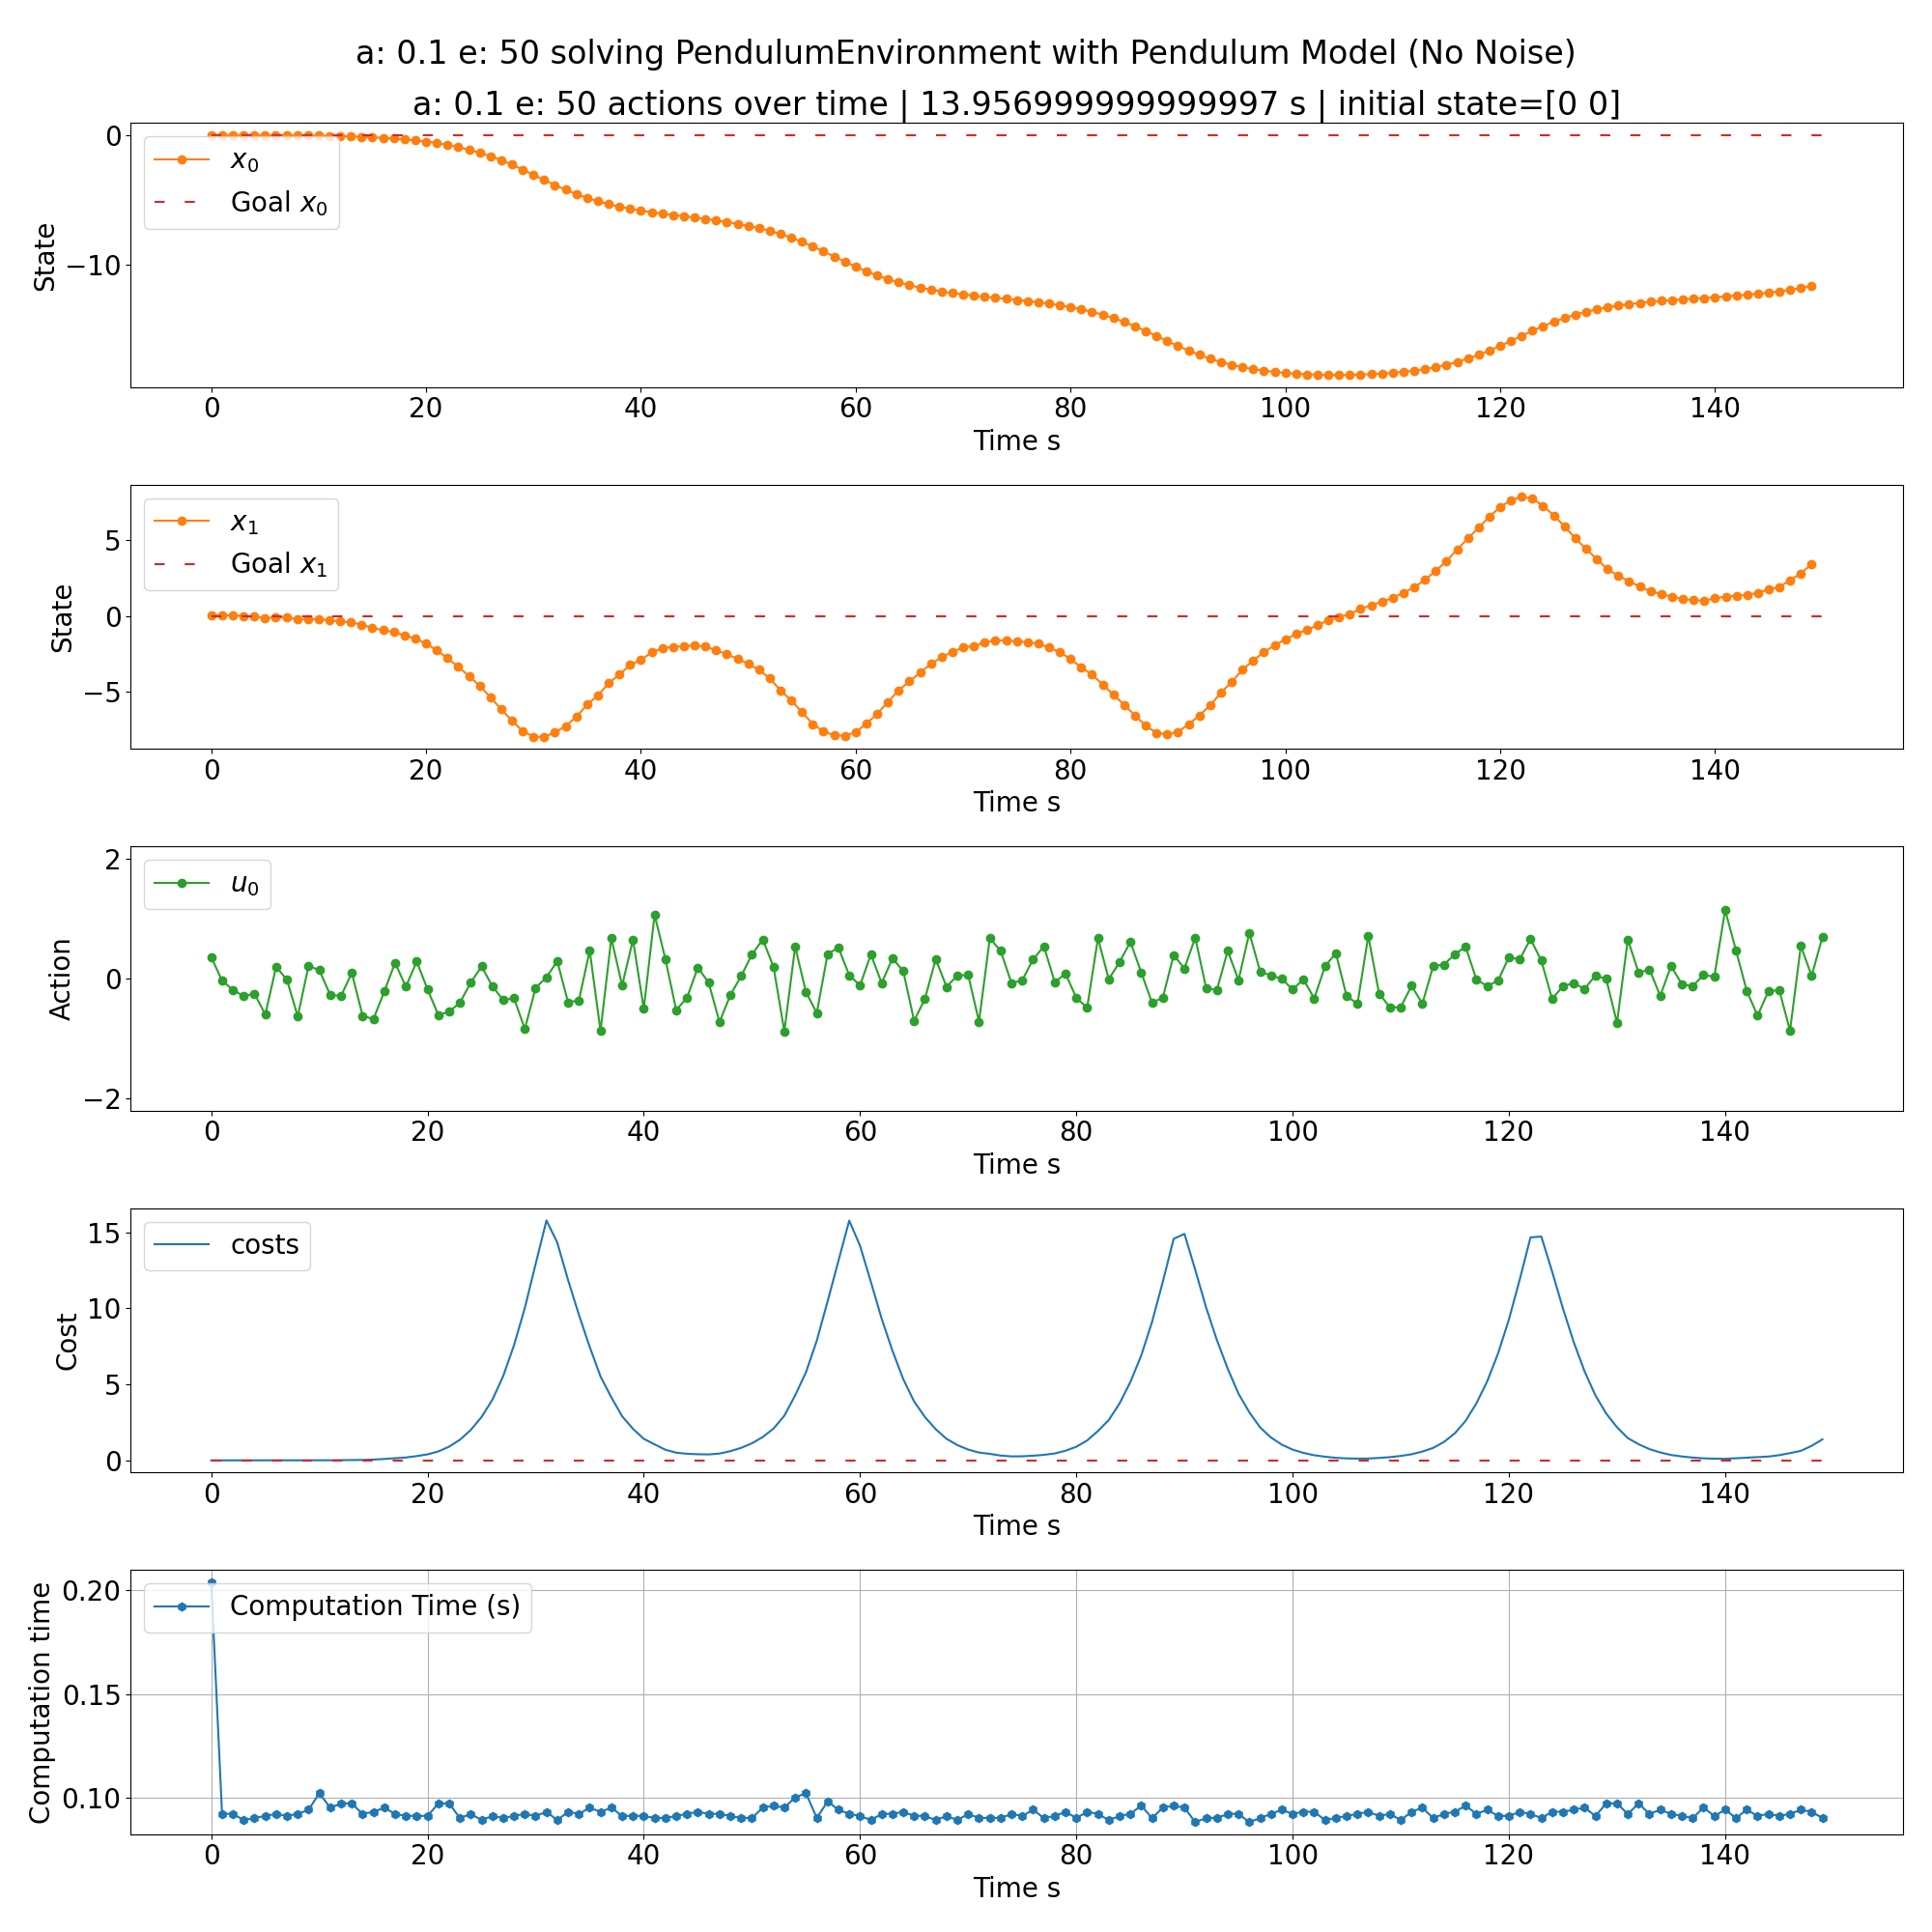 a: 0.1 e: 50 solving PendulumEnvironment with Pendulum Model (No Noise)
a: 0.1 e: 50 actions over time | 13.956999999999997 s | initial state=[0 0]
0
−10
State
x₀
Goal x₀
0 20 40 60 80 100 120 140
Time s
5
0
−5
State
x₁
Goal x₁
0 20 40 60 80 100 120 140
Time s
2
0
−2
Action
u₀
0 20 40 60 80 100 120 140
Time s
15
10
5
0
Cost
costs
0 20 40 60 80 100 120 140
Time s
0.20
0.15
0.10
Computation time
Computation Time (s)
0 20 40 60 80 100 120 140
Time s